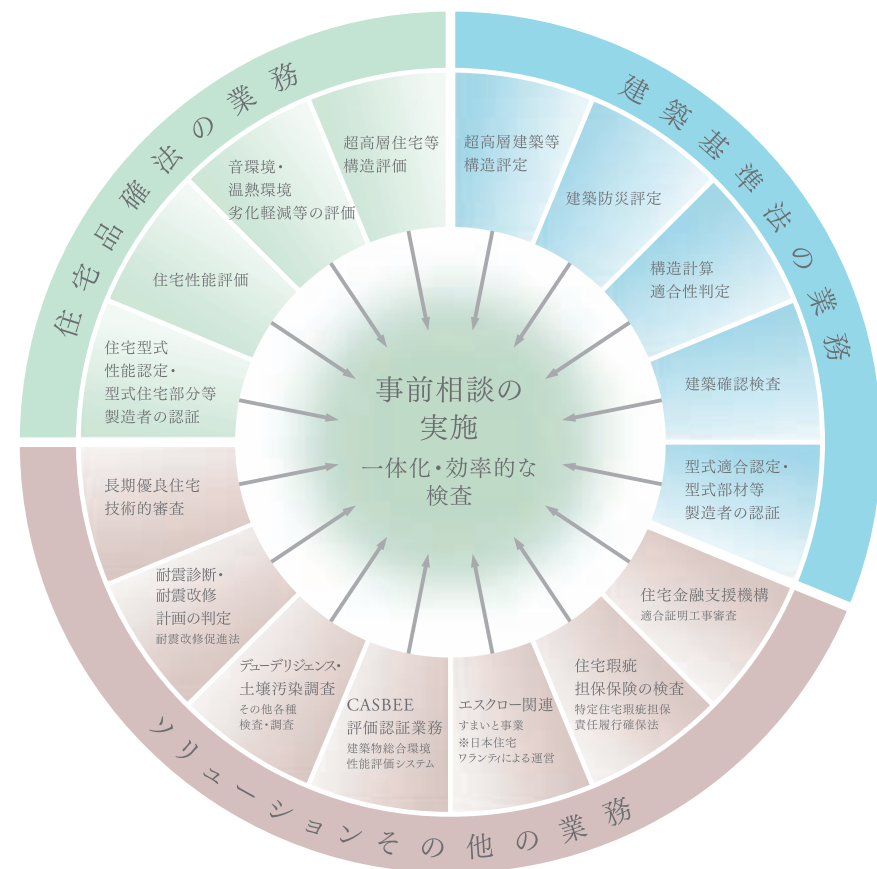 住宅品確法の業務
超高層住宅等
構造評価
音環境・
温熱環境
劣化軽減等の評価
住宅性能評価
住宅型式
性能認定・
型式住宅部分等
製造者の認証
建築基準法の業務
超高層建築等
構造評定
建築防災評定
構造計算
適合性判定
建築確認検査
型式適合認定・
型式部材等
製造者の認証
事前相談の
実施
一体化・効率的な
検査
ソリューションその他の業務
長期優良住宅
技術的審査
耐震診断・
耐震改修
計画の判定
耐震改修促進法
デューデリジェンス・
土壌汚染調査
その他各種
検査・調査
CASBEE
評価認証業務
建築物総合環境
性能評価システム
エスクロー関連
すまいと事業
※日本住宅
ワランティによる運営
住宅瑕疵
担保保険の検査
特定住宅瑕疵担保
責任履行確保法
住宅金融支援機構
適合証明工事審査